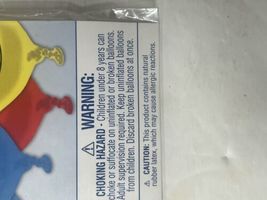 ⚠ WARNING:
CHOKING HAZARD - Children under 8 years can
choke or suffocate on uninflated or broken balloons.
Adult supervision required. Keep uninflated balloons
from children. Discard broken balloons at once.
⚠ CAUTION: This product contains natural
rubber latex, which may cause allergic reactions.